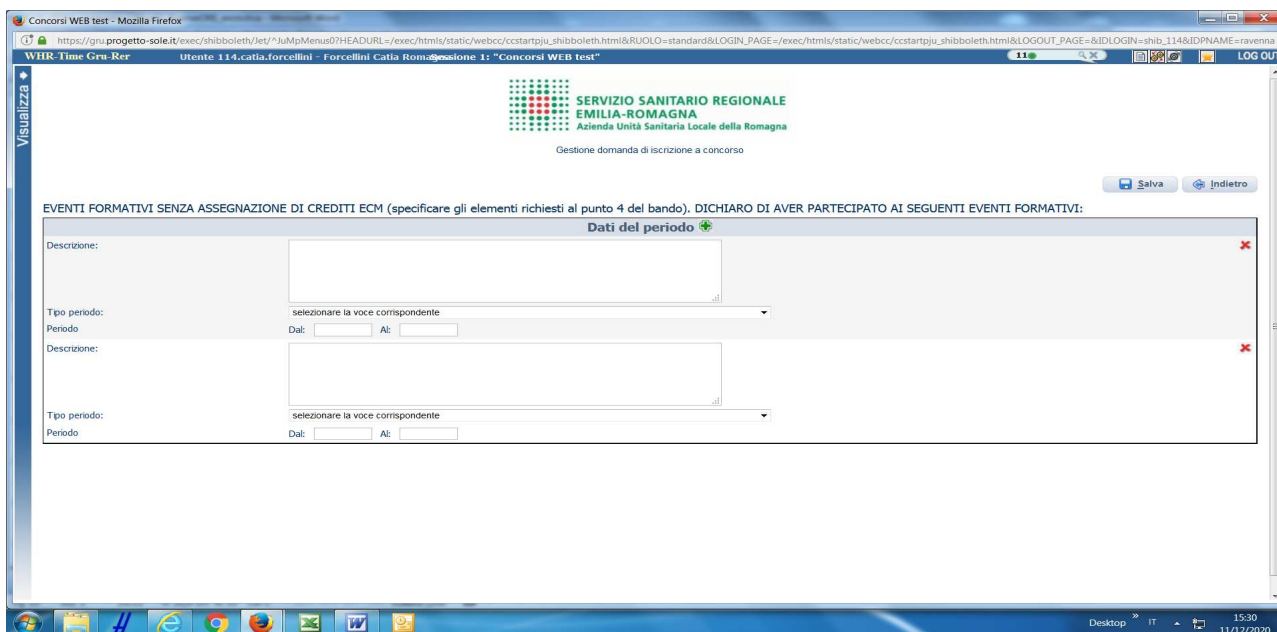 Concorsi WEB test - Mozilla Firefox
https://gru.progetto-sole.it/exec/shibboleth/Jet/^JuMpMenus0?HEADURL=/exec/htmls/static/webcc/ccstartpju_shibboleth.html&RUOLO=standard&LOGIN_PAGE=/exec/htmls/static/webcc/ccstartpju_shibboleth.html&LOGOUT_PAGE=&IDLOGIN=shib_114&IDPNAME=ravenna
WHR-Time Gru-Rer Utente 114.catia.forcellini - Forcellini Catia Sessione 1: "Concorsi WEB test" 11 LOG OU
Visualizza
SERVIZIO SANITARIO REGIONALE
EMILIA-ROMAGNA
Azienda Unità Sanitaria Locale della Romagna
Gestione domanda di iscrizione a concorso
Salva Indietro
EVENTI FORMATIVI SENZA ASSEGNAZIONE DI CREDITI ECM (specificare gli elementi richiesti al punto 4 del bando). DICHIARO DI AVER PARTECIPATO AI SEGUENTI EVENTI FORMATIVI:
Dati del periodo
Descrizione:
Tipo periodo: selezionare la voce corrispondente
Periodo Dal: Al:
Descrizione:
Tipo periodo: selezionare la voce corrispondente
Periodo Dal: Al:
Desktop » IT 15:30
11/12/2020